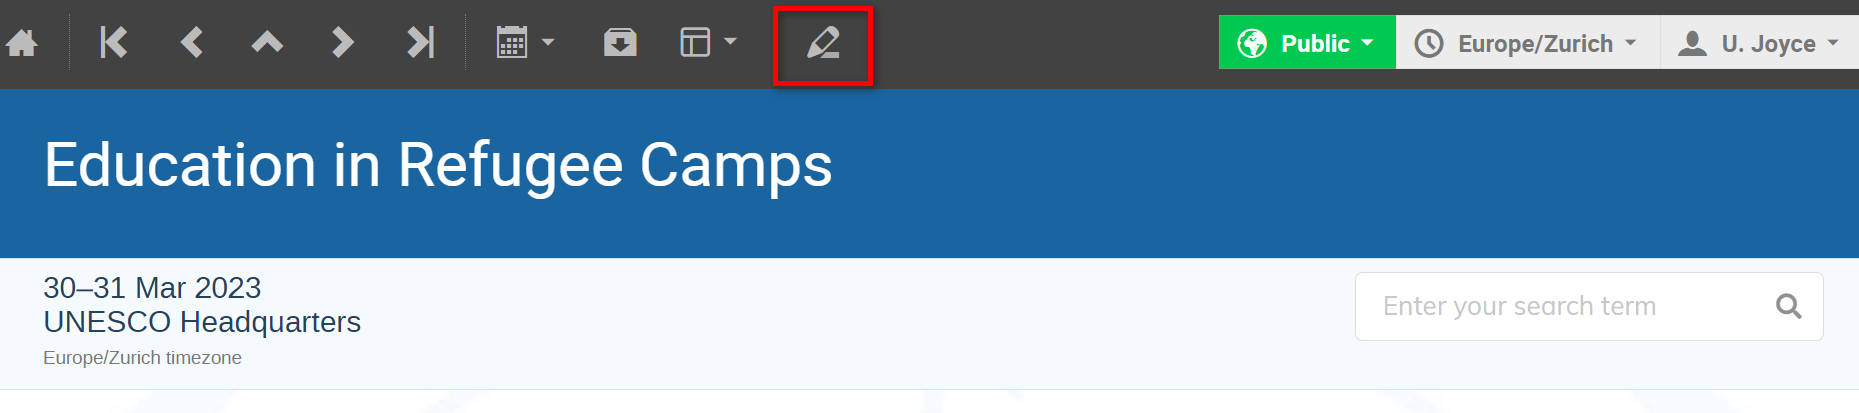 Public
Europe/Zurich
U. Joyce
Education in Refugee Camps
30–31 Mar 2023
UNESCO Headquarters
Europe/Zurich timezone
Enter your search term